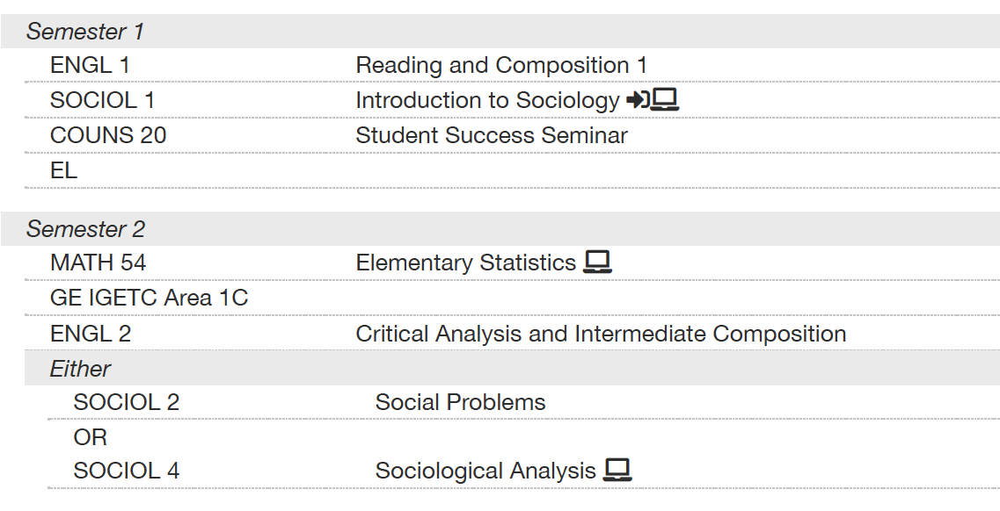 Semester 1
ENGL 1 Reading and Composition 1
SOCIOL 1 Introduction to Sociology
COUNS 20 Student Success Seminar
EL
Semester 2
MATH 54 Elementary Statistics
GE IGETC Area 1C
ENGL 2 Critical Analysis and Intermediate Composition
Either
SOCIOL 2 Social Problems
OR
SOCIOL 4 Sociological Analysis